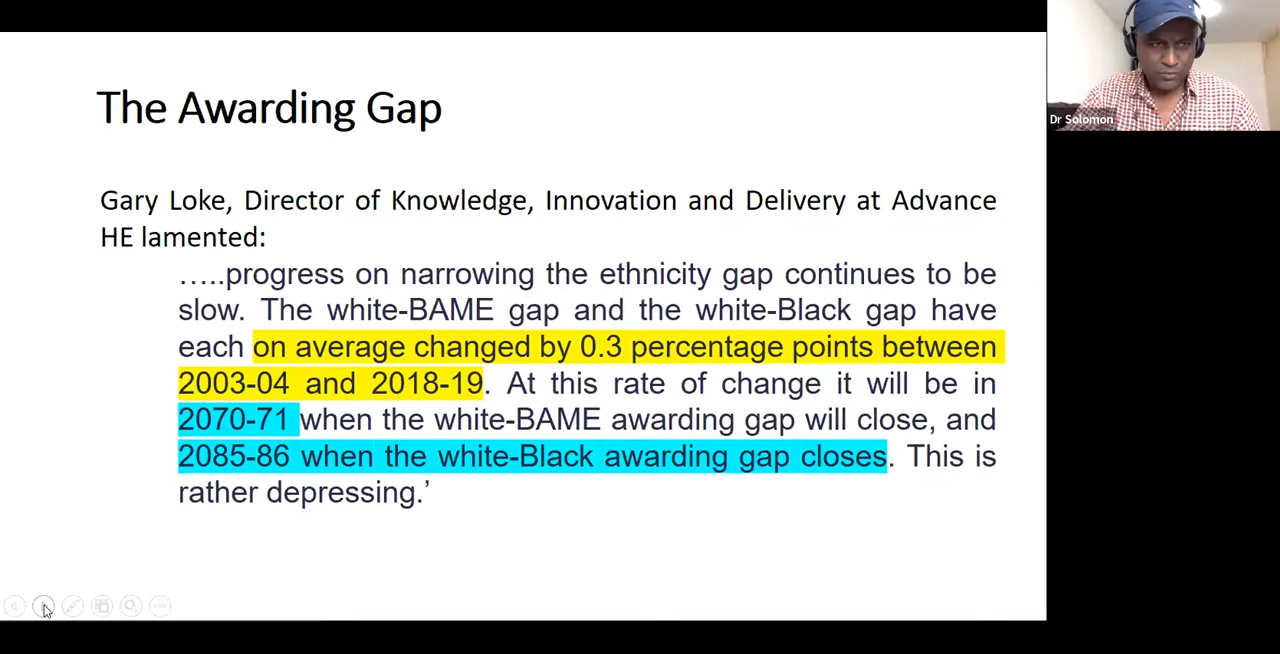 The Awarding Gap
Gary Loke, Director of Knowledge, Innovation and Delivery at Advance
HE lamented:
…..progress on narrowing the ethnicity gap continues to be
slow. The white-BAME gap and the white-Black gap have
each on average changed by 0.3 percentage points between
2003-04 and 2018-19. At this rate of change it will be in
2070-71 when the white-BAME awarding gap will close, and
2085-86 when the white-Black awarding gap closes. This is
rather depressing.’
Dr Solomon